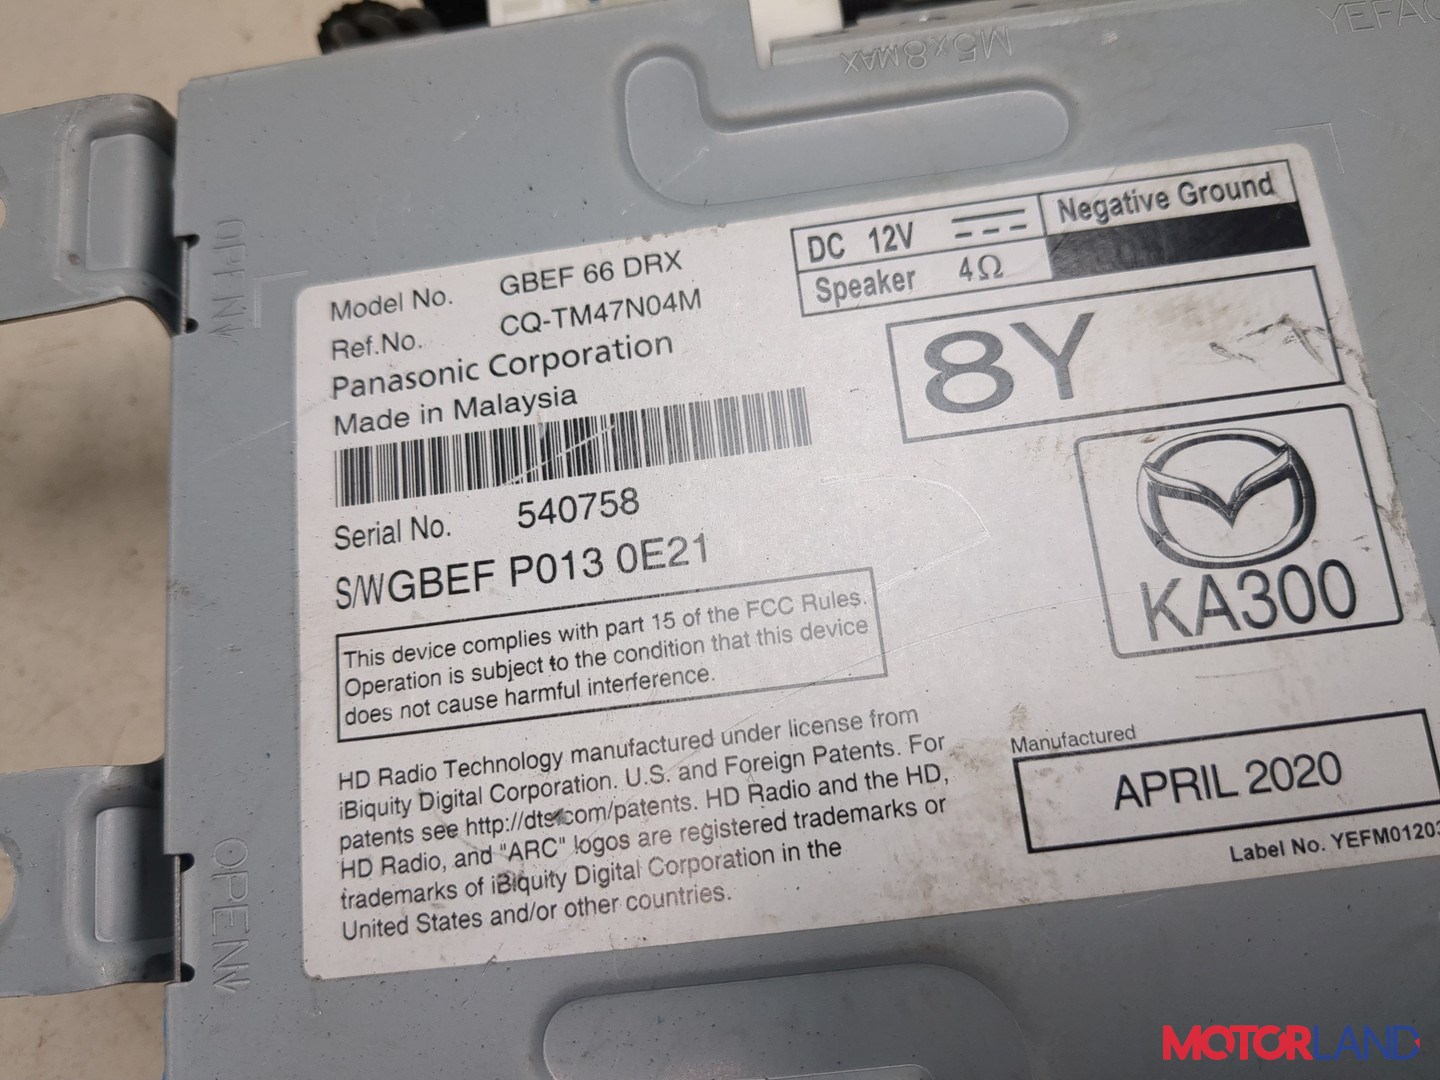 M5x8MAX
OPEN
Model No. GBEF 66 DRX
Ref.No. CQ-TM47N04M
Panasonic Corporation
Made in Malaysia
Serial No. 540758
S/WGBEF P013 0E21
This device complies with part 15 of the FCC Rules.
Operation is subject to the condition that this device
does not cause harmful interference.
HD Radio Technology manufactured under license from
iBiquity Digital Corporation. U.S. and Foreign Patents. For
patents see http://dts.com/patents. HD Radio and the HD,
HD Radio, and "ARC" logos are registered trademarks or
trademarks of iBiquity Digital Corporation in the
United States and/or other countries.
DC 12V
Negative Ground
Speaker 4Ω
8Y
KA300
Manufactured
APRIL 2020
Label No. YEFM01203
OPEN
MOTORLAND